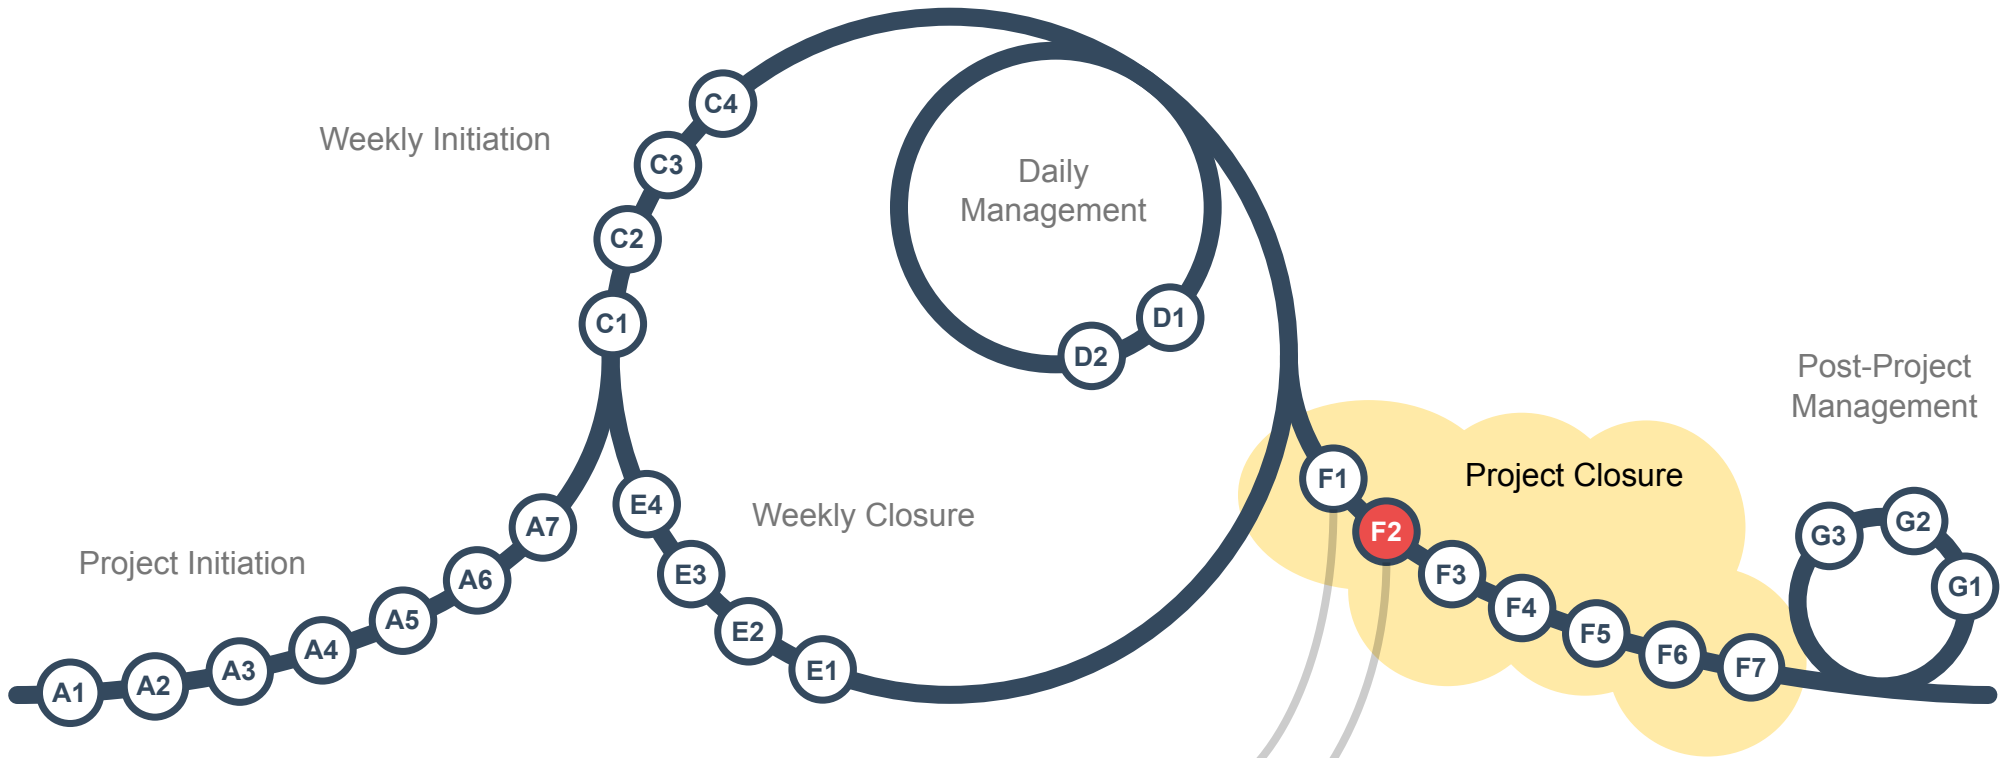 Weekly Initiation
C4
C3
C2
C1
Daily
Management
D1
D2
Project Initiation
A1
A2
A3
A4
A5
A6
A7
Weekly Closure
E4
E3
E2
E1
Project Closure
F1
F2
F3
F4
F5
F6
F7
Post-Project
Management
G3
G2
G1